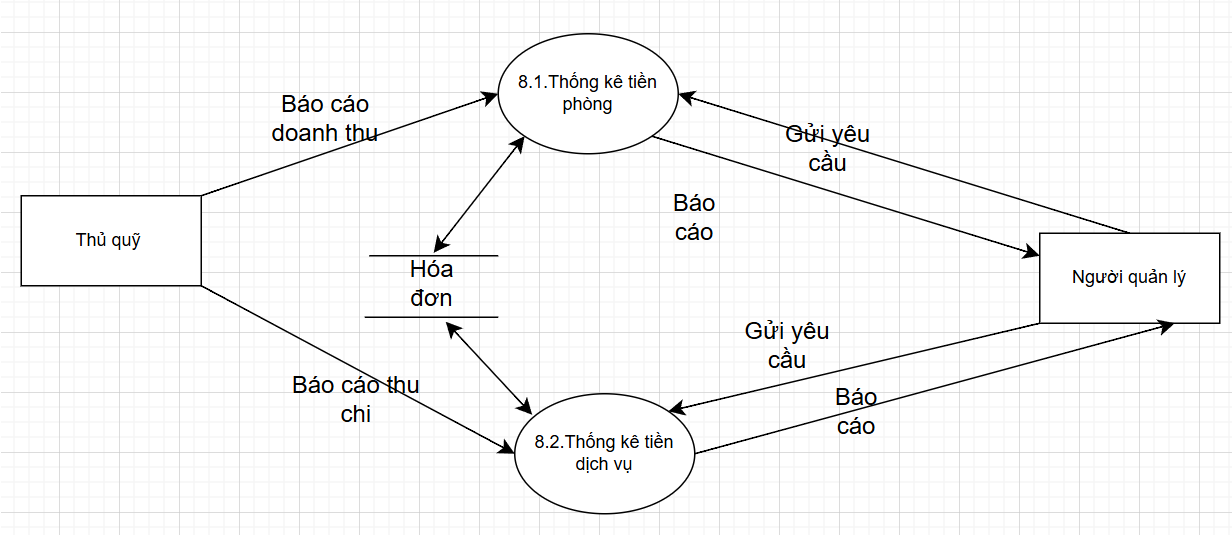 8.1.Thống kê tiền
phòng
Báo cáo
doanh thu
Gửi yêu
cầu
Báo
cáo
Thủ quỹ
Hóa
đơn
Người quản lý
Gửi yêu
cầu
Báo cáo thu
chi
Báo
cáo
8.2.Thống kê tiền
dịch vụ